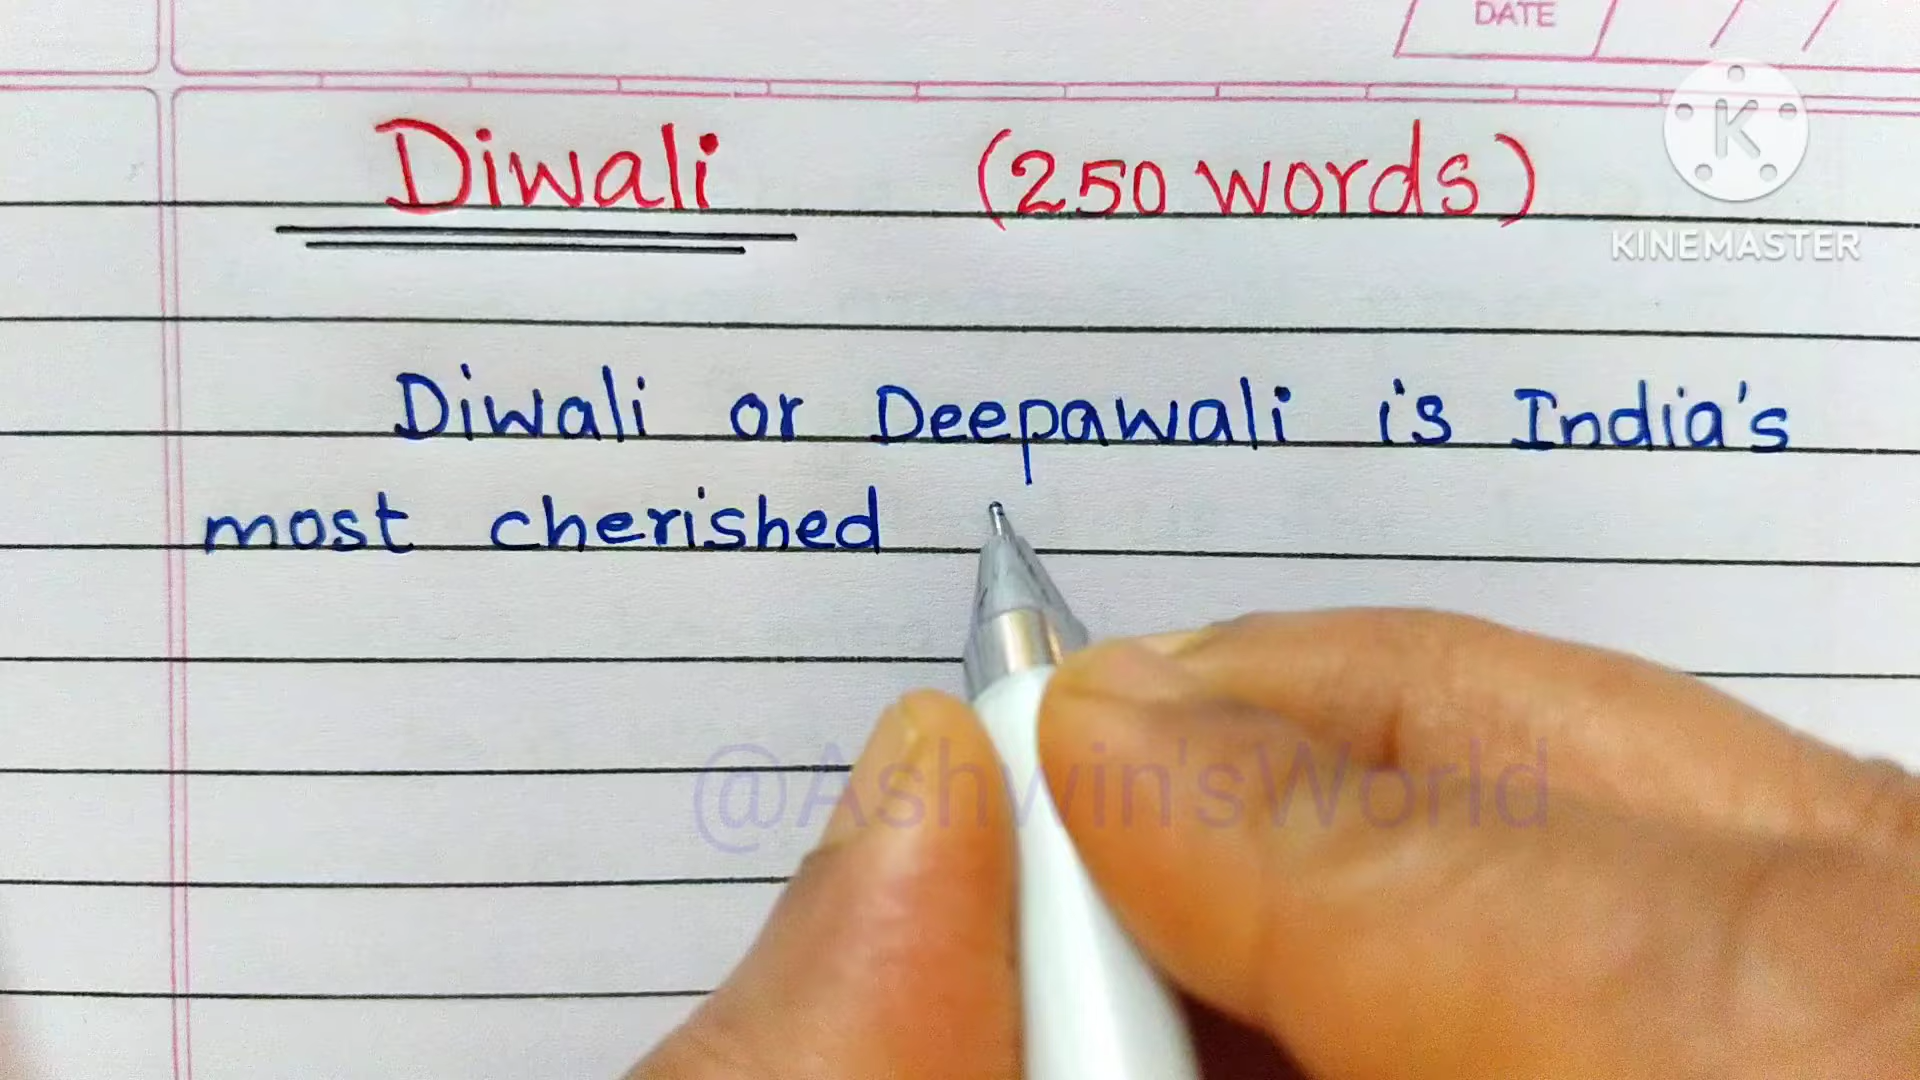 DATE
Diwali (250 words)
KINEMASTER
Diwali or Deepawali is India's
most cherished
@Ashwin'sWorld